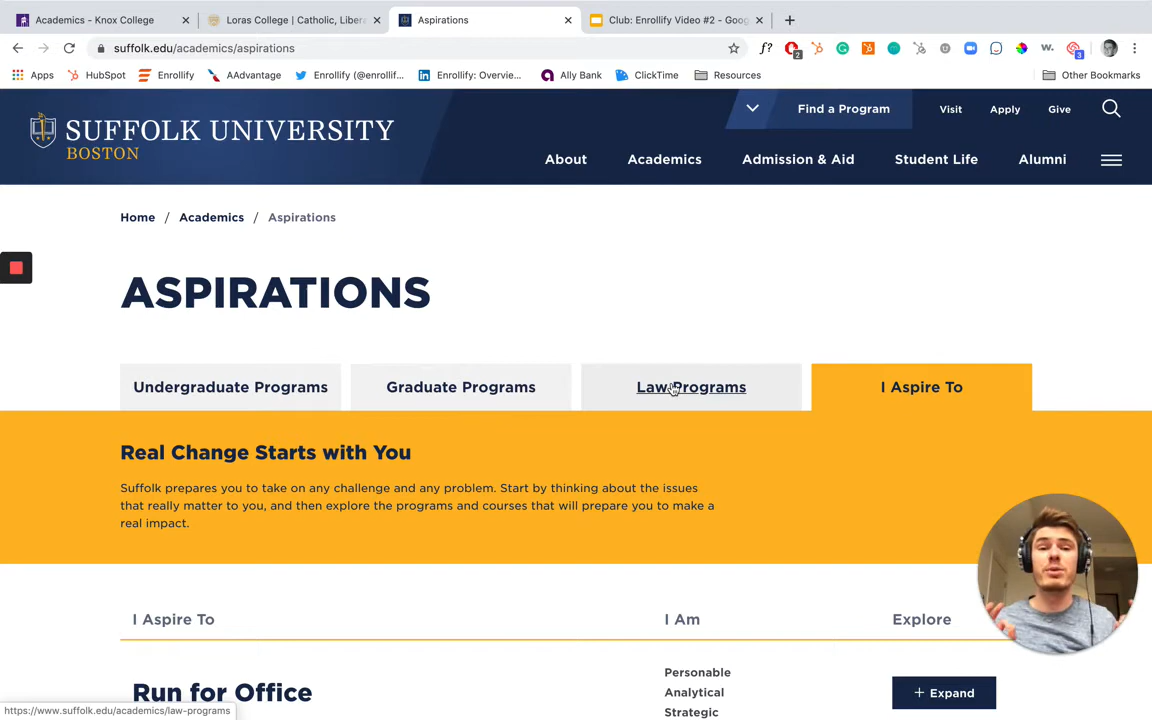 Academics - Knox College
Loras College | Catholic, Libera
Aspirations
Club: Enrollify Video #2 - Goog
suffolk.edu/academics/aspirations
f?
2
w.
3
Apps
HubSpot
Enrollify
AAdvantage
Enrollify (@enrollif...
Enrollify: Overvie...
Ally Bank
ClickTime
Resources
Other Bookmarks
SUFFOLK UNIVERSITY
BOSTON
Find a Program
Visit
Apply
Give
About
Academics
Admission & Aid
Student Life
Alumni
Home / Academics / Aspirations
ASPIRATIONS
Undergraduate Programs
Graduate Programs
Law Programs
I Aspire To
Real Change Starts with You
Suffolk prepares you to take on any challenge and any problem. Start by thinking about the issues
that really matter to you, and then explore the programs and courses that will prepare you to make a
real impact.
I Aspire To
I Am
Explore
Run for Office
Personable
Analytical
Strategic
+ Expand
https://www.suffolk.edu/academics/law-programs